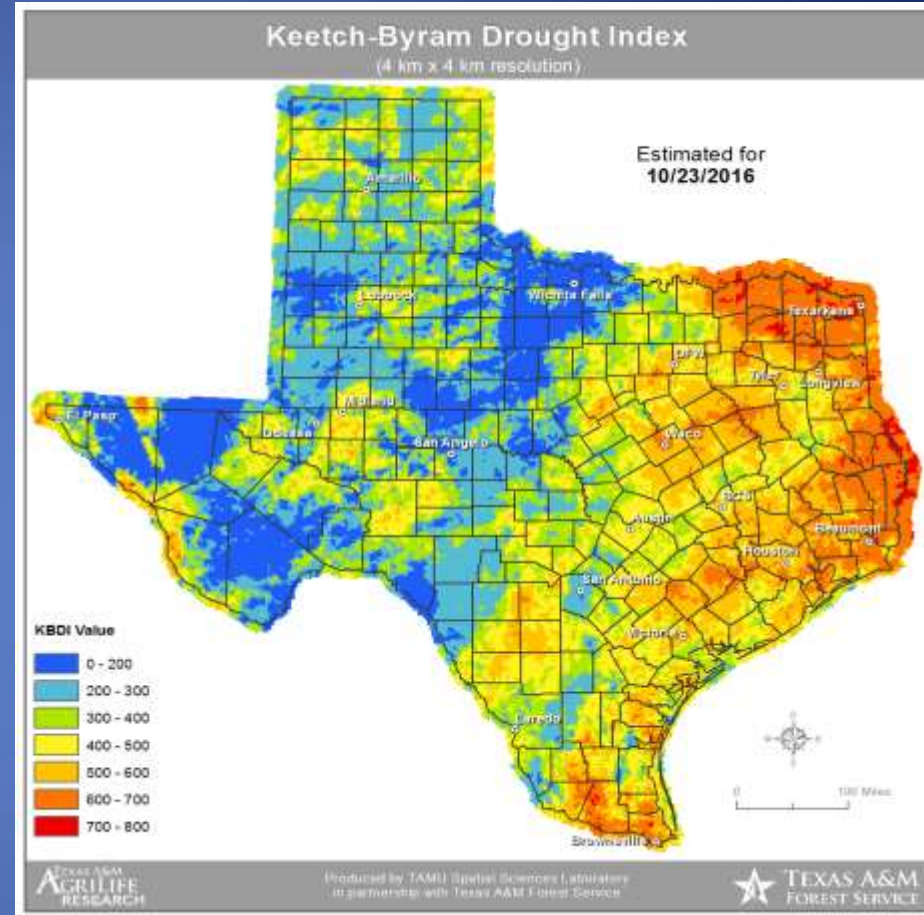 Keetch-Byram Drought Index
(4 km x 4 km resolution)
Estimated for
10/23/2016
Amarillo
Lubbock
Wichita Falls
Texarkana
DFW
Tyler
Longview
Midland
El Paso
Odessa
San Angelo
Waco
BCS
Austin
Beaumont
Houston
San Antonio
Victoria
KBDI Value
0 - 200
200 - 300
300 - 400
400 - 500
500 - 600
600 - 700
700 - 800
Laredo
0 100 Miles
Brownsville
TEXAS A&M
AGRILIFE
RESEARCH
Produced by TAMU Spatial Sciences Laboratory
in partnership with Texas A&M Forest Service
TEXAS A&M
FOREST SERVICE